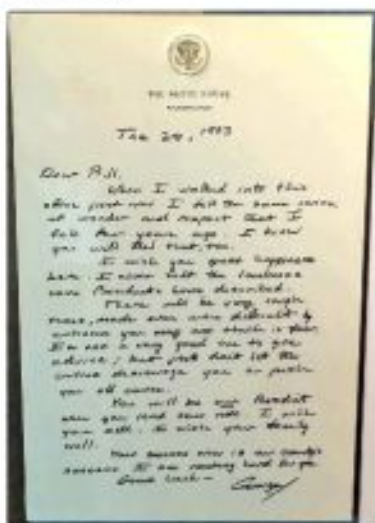 THE WHITE HOUSE
WASHINGTON
Jan 20, 1993
Dear Bill,
When I walked into this
office just now I felt the same sense
of wonder and respect that I
felt four years ago. I know
you will feel that, too.
I wish you great happiness
here. I never felt the loneliness
some Presidents have described.
There will be very tough
times, made even more difficult by
criticism you may not think is fair.
I'm not a very good one to give
advice; but just don't let the
critics discourage you or push
you off course.
You will be our President
when you read this note. I wish
you well. I wish your family
well.
Your success now is our country's
success. I am rooting hard for you.
Good Luck —
George